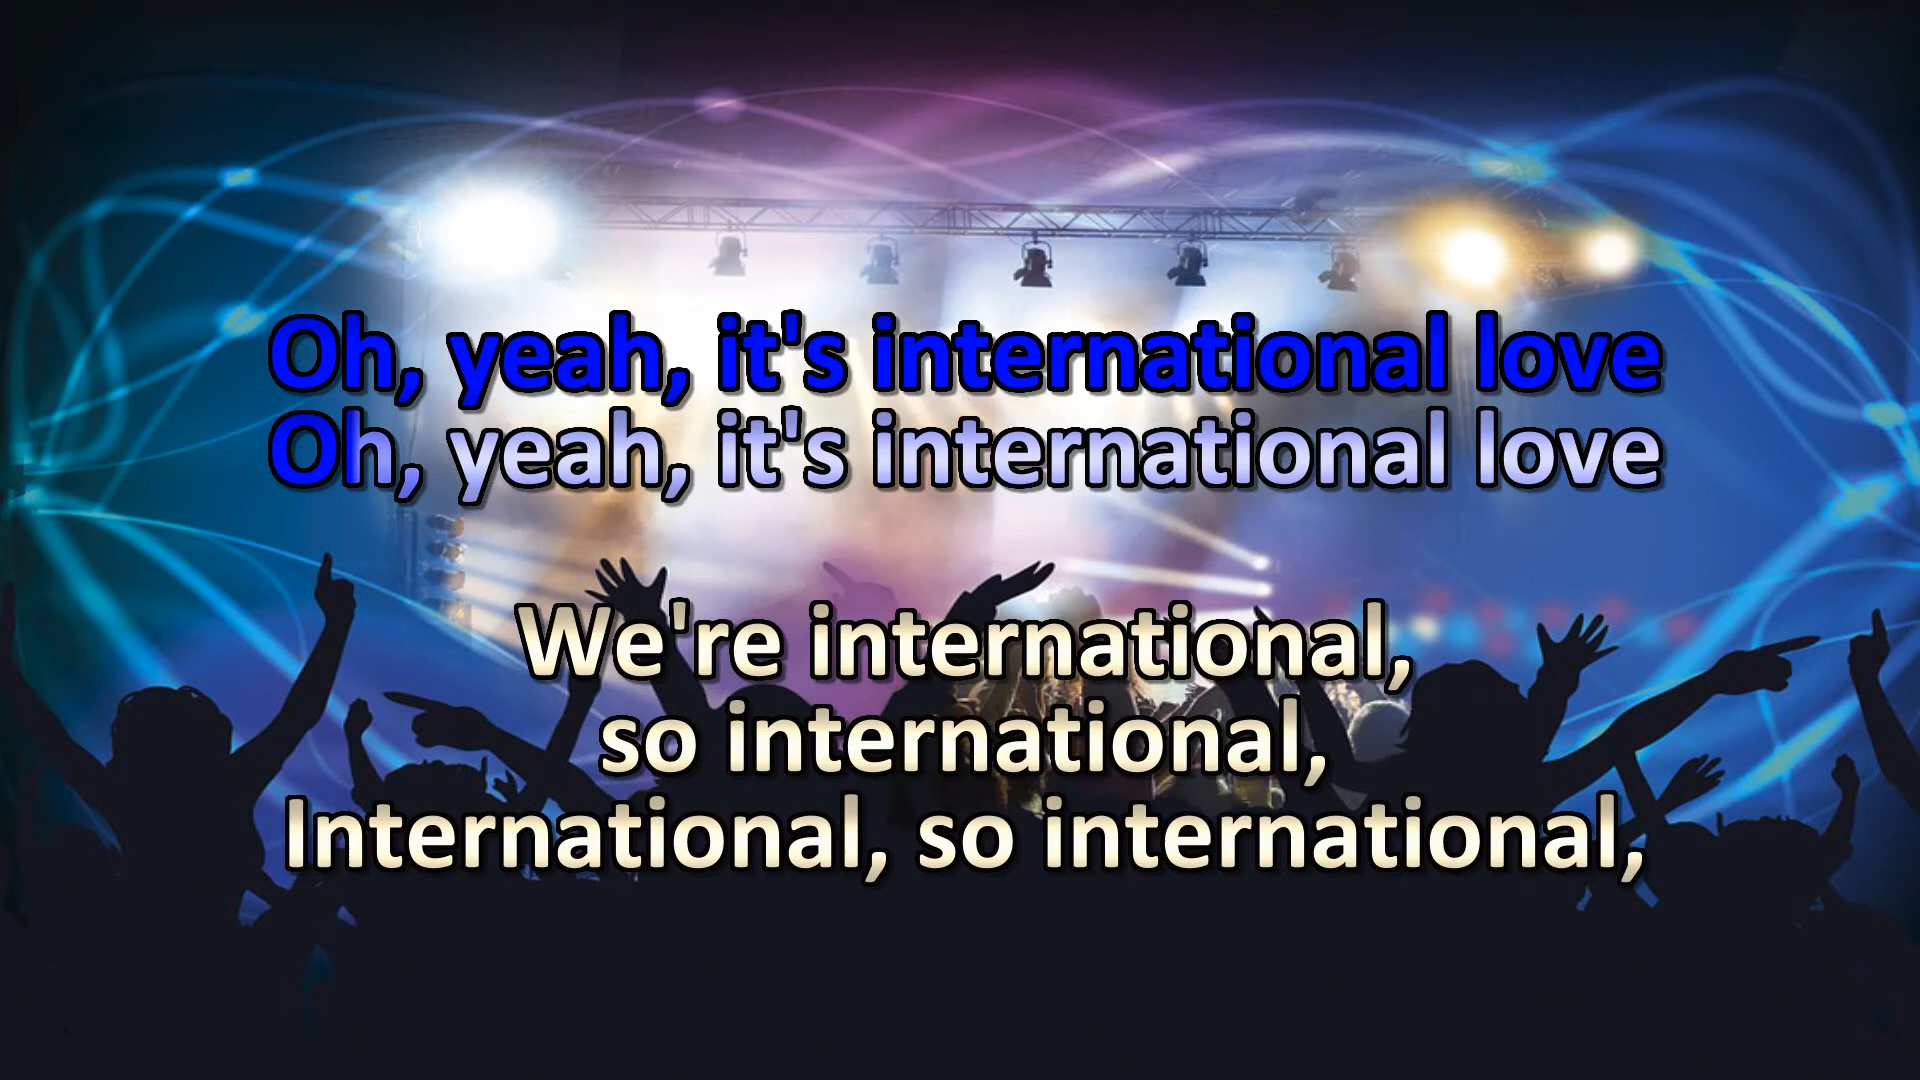 Oh, yeah, it's international love
Oh, yeah, it's international love
We're international,
so international,
International, so international,